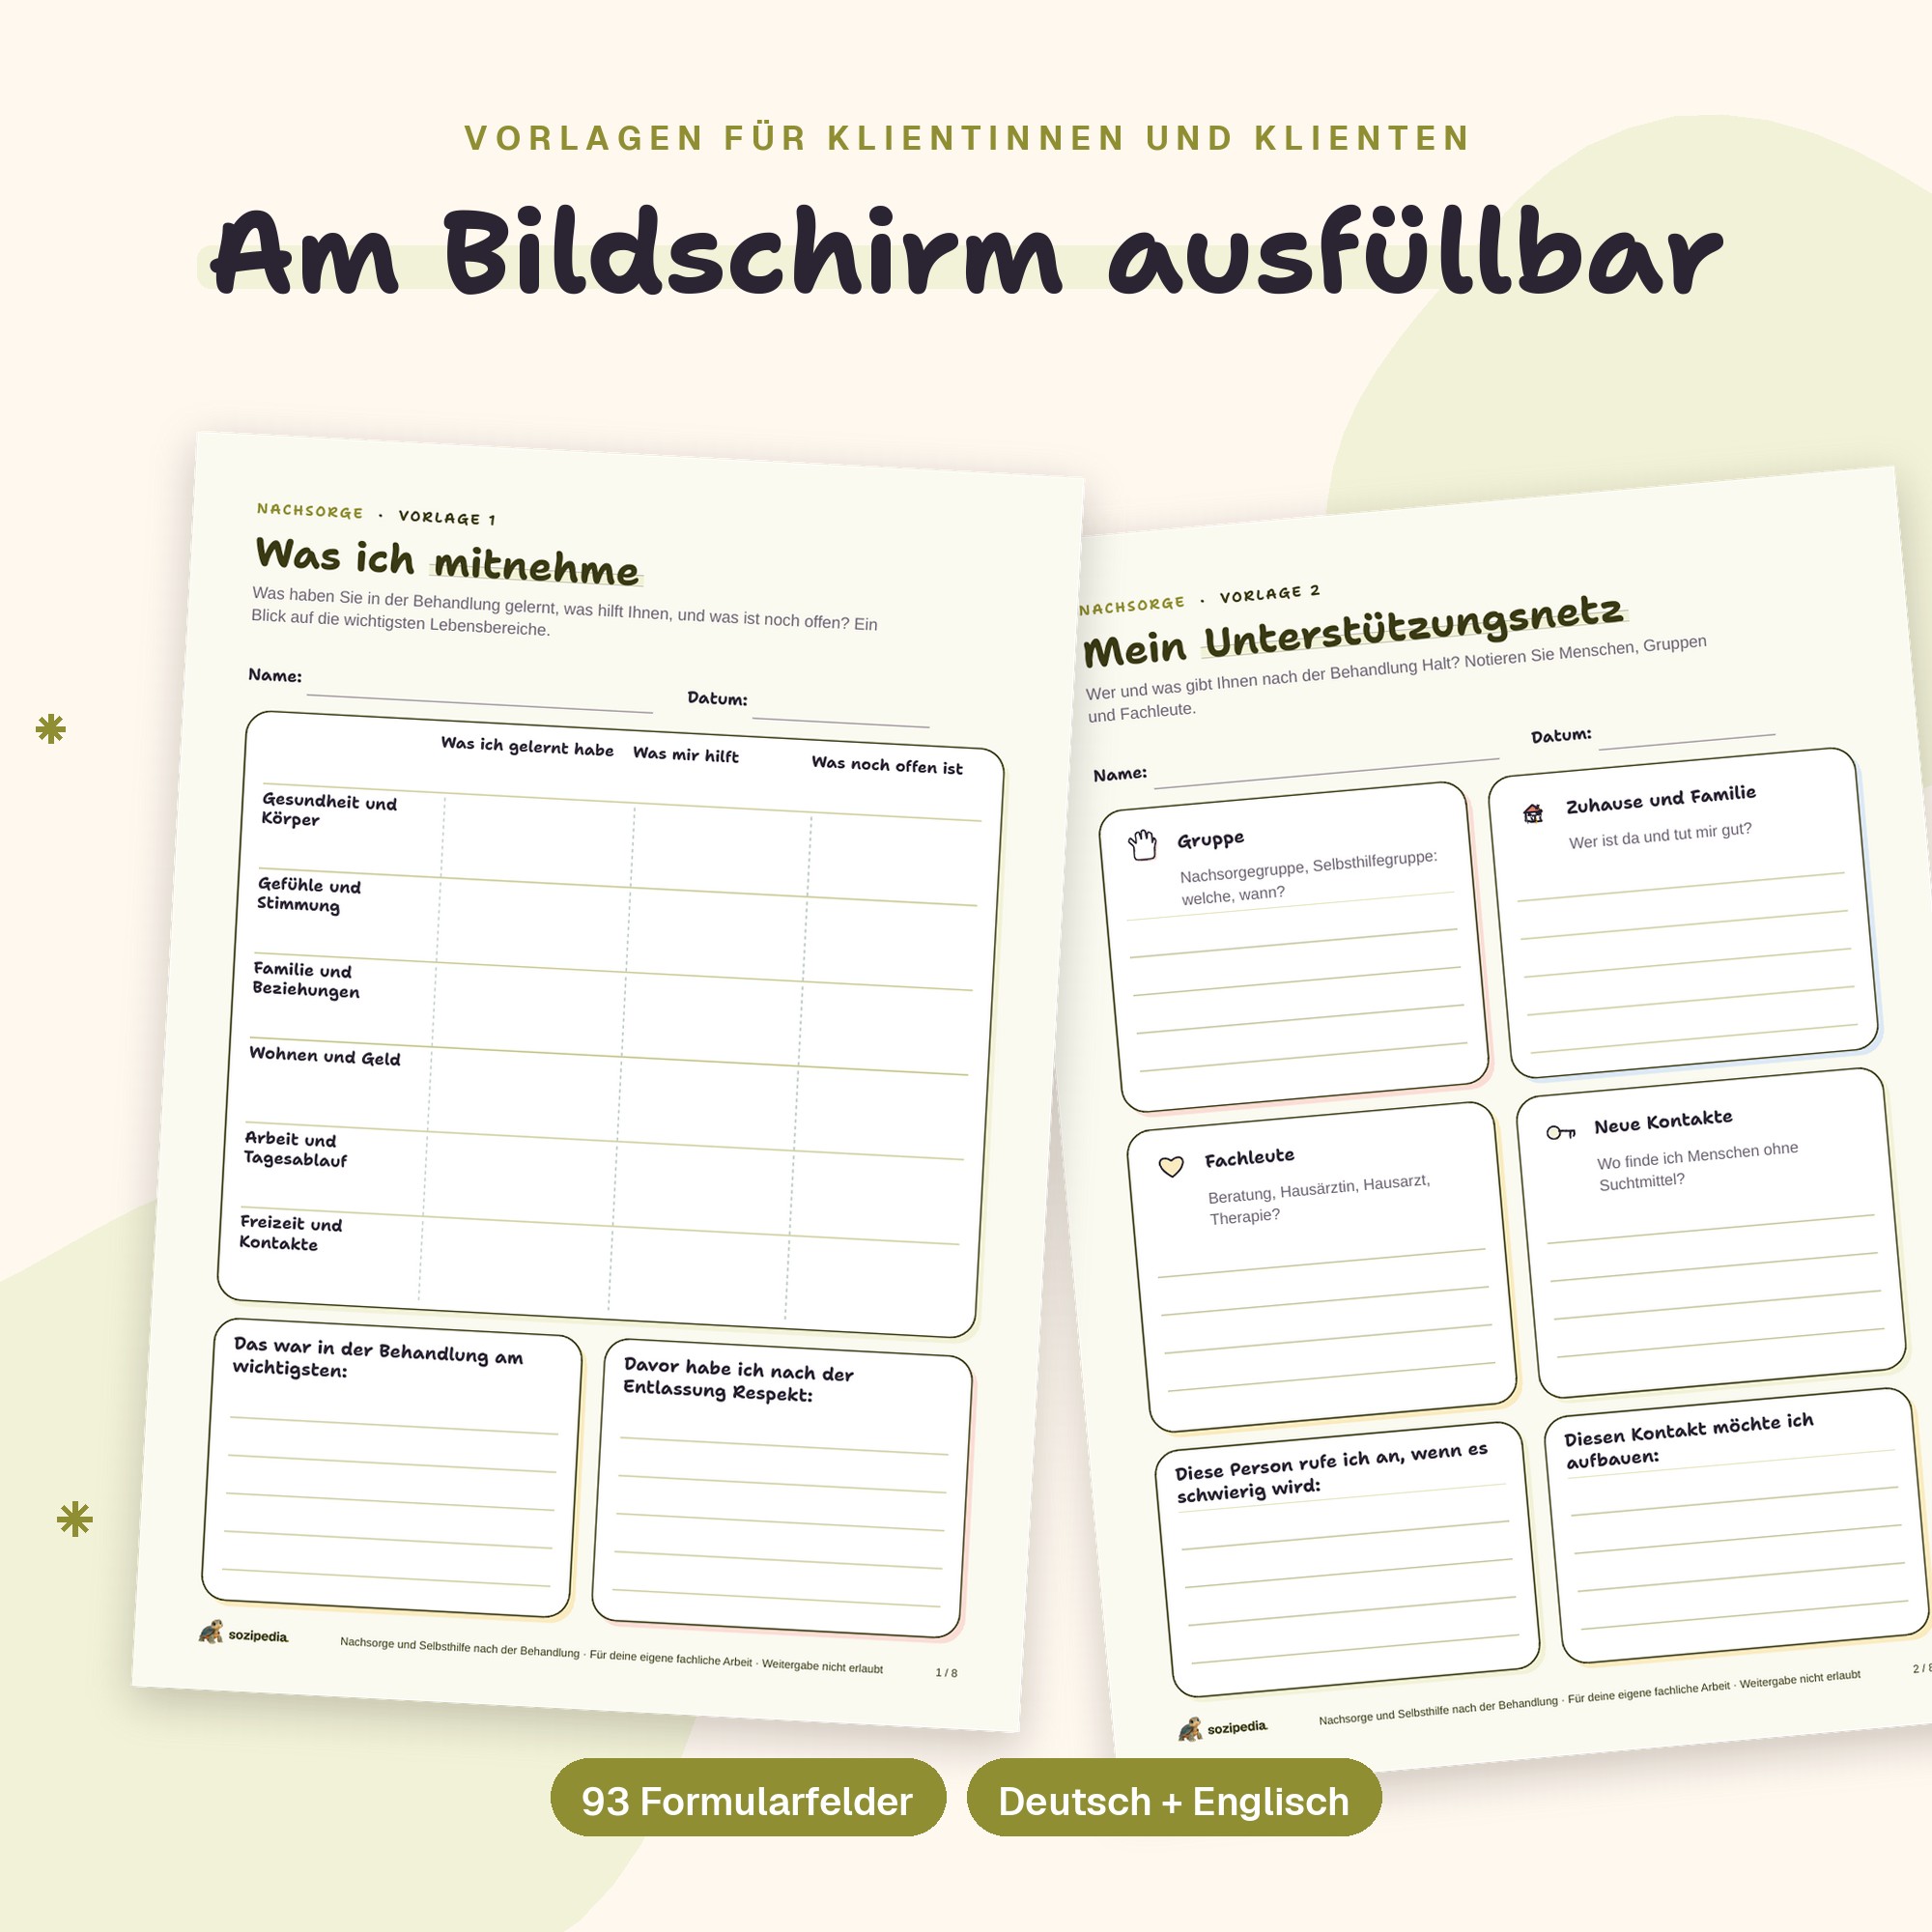 VORLAGEN FÜR KLIENTINNEN UND KLIENTEN
Am Bildschirm ausfüllbar
NACHSORGE · VORLAGE 1
Was ich mitnehme
Was haben Sie in der Behandlung gelernt, was hilft Ihnen, und was ist noch offen? Ein
Blick auf die wichtigsten Lebensbereiche.
Name:
Datum:
Was ich gelernt habe
Was mir hilft
Was noch offen ist
Gesundheit und
Körper
Gefühle und
Stimmung
Familie und
Beziehungen
Wohnen und Geld
Arbeit und
Tagesablauf
Freizeit und
Kontakte
Das war in der Behandlung am
wichtigsten:
Davor habe ich nach der
Entlassung Respekt:
sozipedia.
Nachsorge und Selbsthilfe nach der Behandlung · Für deine eigene fachliche Arbeit · Weitergabe nicht erlaubt
1 / 8
NACHSORGE · VORLAGE 2
Mein Unterstützungsnetz
Wer und was gibt Ihnen nach der Behandlung Halt? Notieren Sie Menschen, Gruppen
und Fachleute.
Name:
Datum:
Gruppe
Nachsorgegruppe, Selbsthilfegruppe:
welche, wann?
Zuhause und Familie
Wer ist da und tut mir gut?
Fachleute
Beratung, Hausärztin, Hausarzt,
Therapie?
Neue Kontakte
Wo finde ich Menschen ohne
Suchtmittel?
Diese Person rufe ich an, wenn es
schwierig wird:
Diesen Kontakt möchte ich
aufbauen:
sozipedia.
Nachsorge und Selbsthilfe nach der Behandlung · Für deine eigene fachliche Arbeit · Weitergabe nicht erlaubt
2 / 8
93 Formularfelder
Deutsch + Englisch